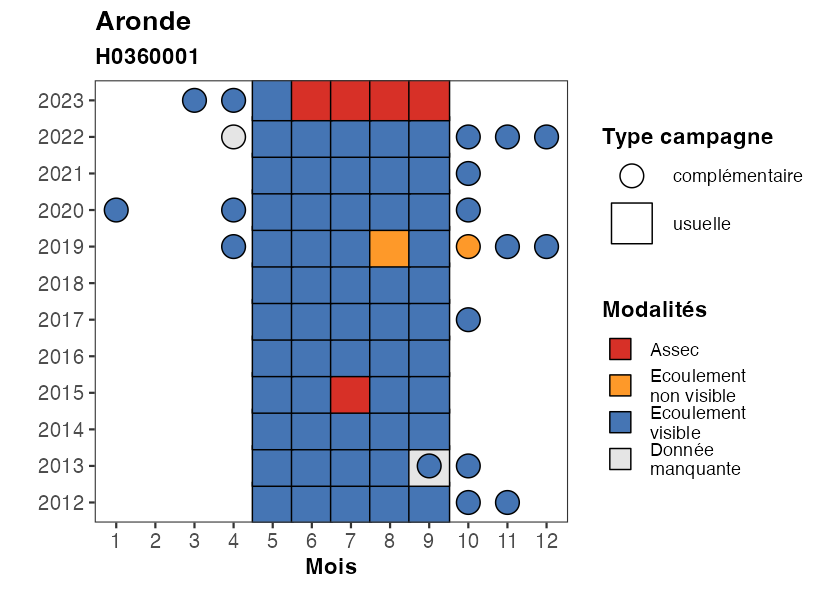 Aronde
H0360001
2023
2022
2021
2020
2019
2018
2017
2016
2015
2014
2013
2012
1 2 3 4 5 6 7 8 9 10 11 12
Mois
Type campagne
complémentaire
usuelle
Modalités
Assec
Ecoulement
non visible
Ecoulement
visible
Donnée
manquante